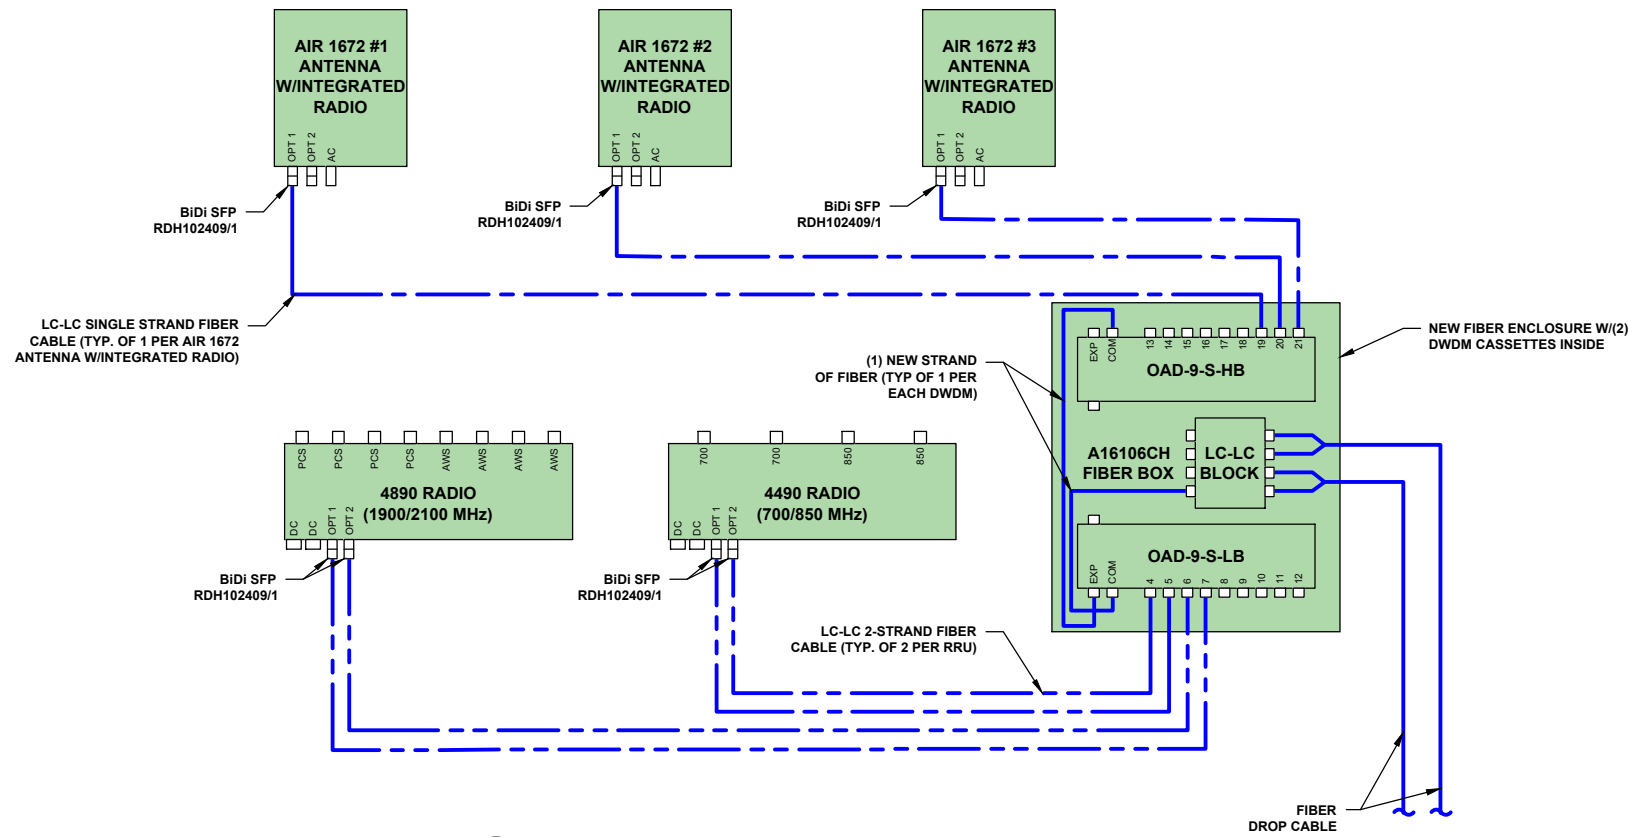 AIR 1672 #1
ANTENNA
W/INTEGRATED
RADIO
OPT 1
OPT 2
AC
BiDi SFP
RDH102409/1
AIR 1672 #2
ANTENNA
W/INTEGRATED
RADIO
OPT 1
OPT 2
AC
BiDi SFP
RDH102409/1
AIR 1672 #3
ANTENNA
W/INTEGRATED
RADIO
OPT 1
OPT 2
AC
BiDi SFP
RDH102409/1
LC-LC SINGLE STRAND FIBER
CABLE (TYP. OF 1 PER AIR 1672
ANTENNA W/INTEGRATED RADIO)
(1) NEW STRAND
OF FIBER (TYP OF 1 PER
EACH DWDM)
NEW FIBER ENCLOSURE W/(2)
DWDM CASSETTES INSIDE
EXP
COM
13
14
15
16
17
18
19
20
21
OAD-9-S-HB
A16106CH
FIBER BOX
LC-LC
BLOCK
OAD-9-S-LB
EXP
COM
4
5
6
7
8
9
10
11
12
PCS
PCS
PCS
PCS
AWS
AWS
AWS
AWS
4890 RADIO
(1900/2100 MHz)
DC
DC
OPT 1
OPT 2
BiDi SFP
RDH102409/1
700
700
850
850
4490 RADIO
(700/850 MHz)
DC
DC
OPT 1
OPT 2
BiDi SFP
RDH102409/1
LC-LC 2-STRAND FIBER
CABLE (TYP. OF 2 PER RRU)
FIBER
DROP CABLE